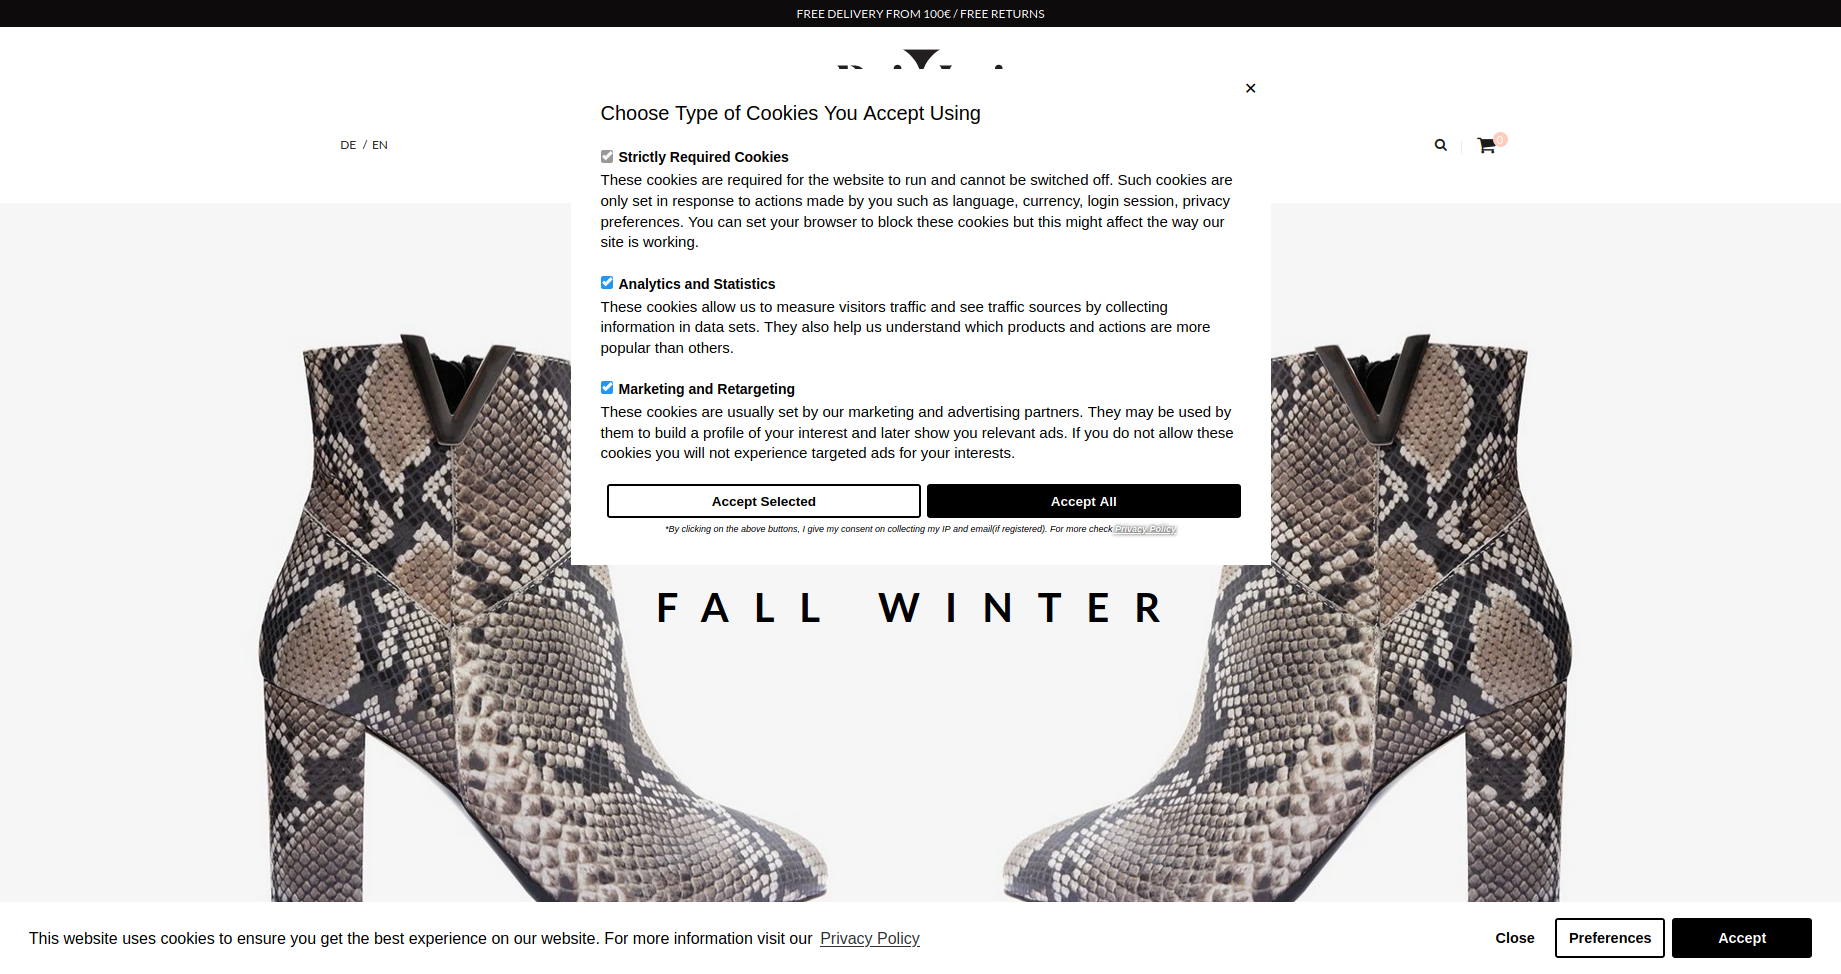 FREE DELIVERY FROM 100€ / FREE RETURNS
DE / EN
0
×
Choose Type of Cookies You Accept Using
Strictly Required Cookies
These cookies are required for the website to run and cannot be switched off. Such cookies are
only set in response to actions made by you such as language, currency, login session, privacy
preferences. You can set your browser to block these cookies but this might affect the way our
site is working.
Analytics and Statistics
These cookies allow us to measure visitors traffic and see traffic sources by collecting
information in data sets. They also help us understand which products and actions are more
popular than others.
Marketing and Retargeting
These cookies are usually set by our marketing and advertising partners. They may be used by
them to build a profile of your interest and later show you relevant ads. If you do not allow these
cookies you will not experience targeted ads for your interests.
Accept Selected
Accept All
*By clicking on the above buttons, I give my consent on collecting my IP and email(if registered). For more check Privacy Policy
FALL WINTER
This website uses cookies to ensure you get the best experience on our website. For more information visit our Privacy Policy
Close
Preferences
Accept